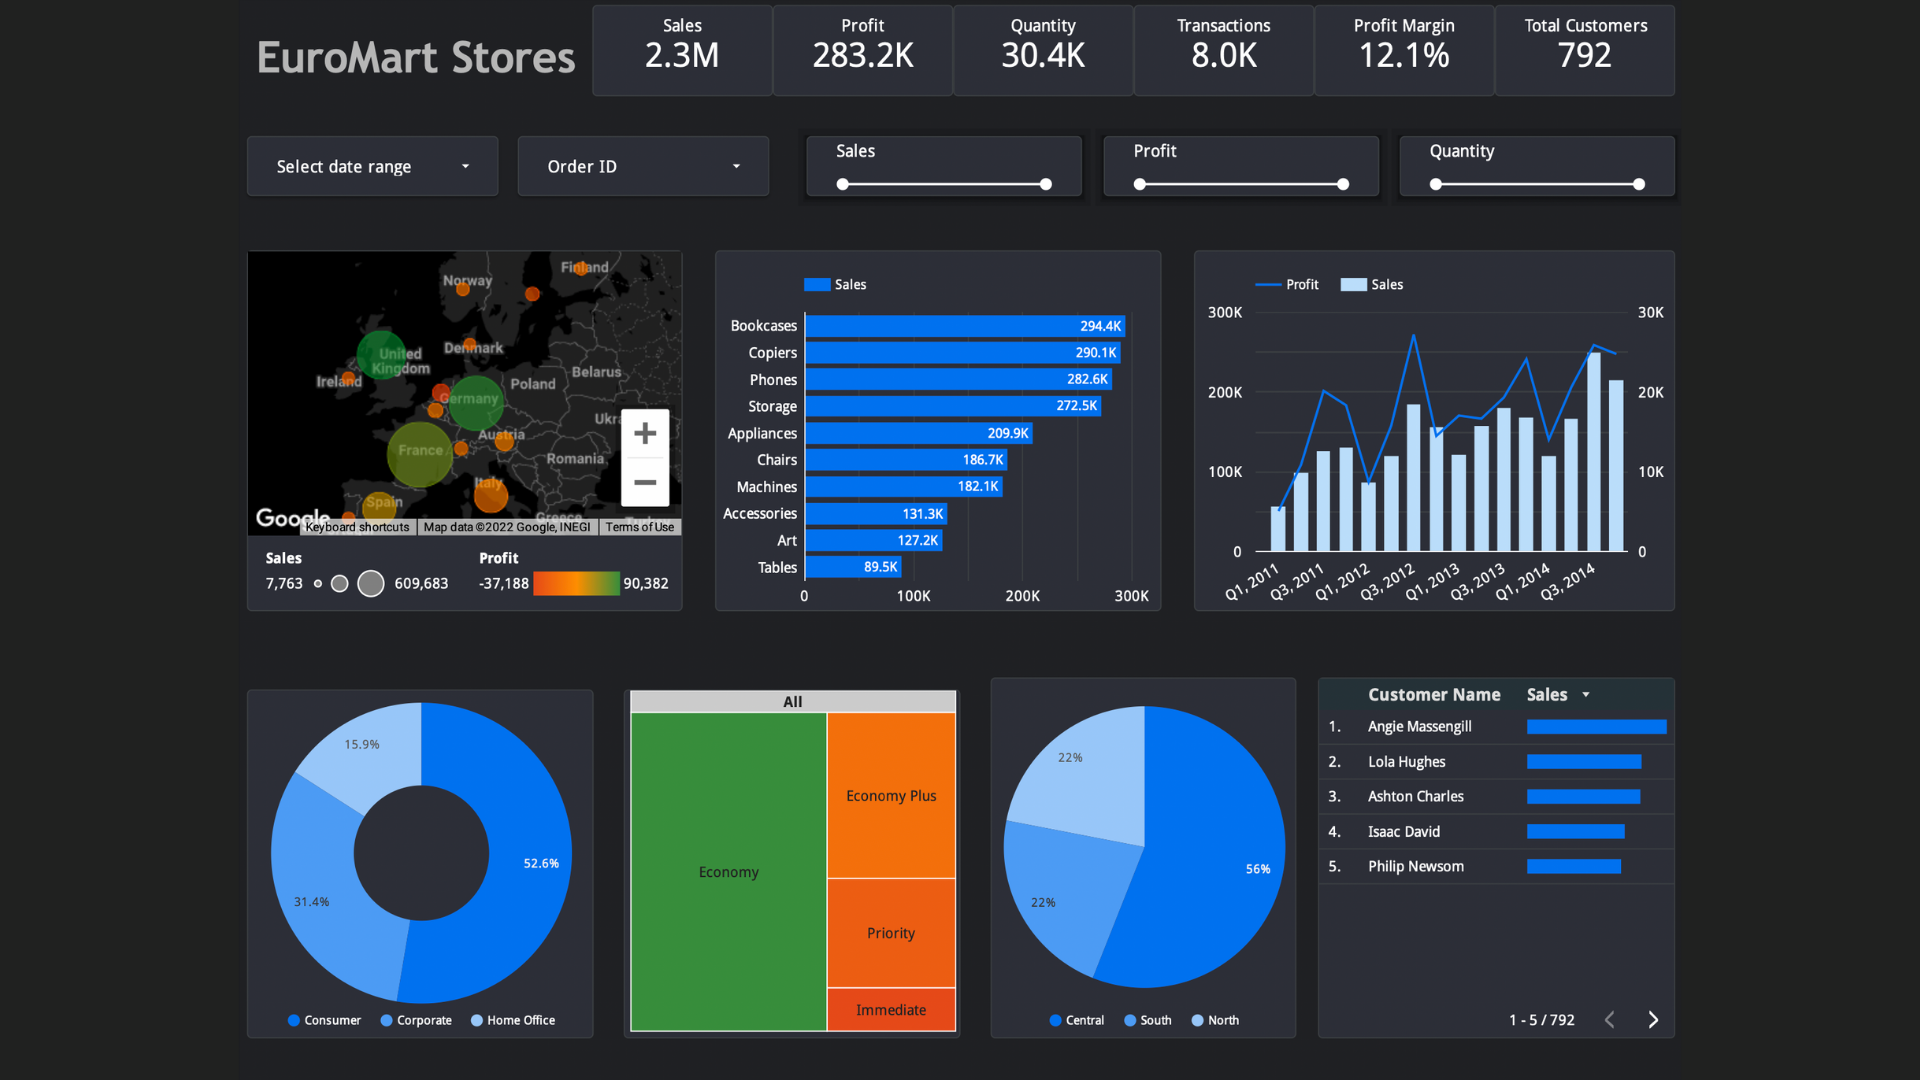 EuroMart Stores
Sales
2.3M
Profit
283.2K
Quantity
30.4K
Transactions
8.0K
Profit Margin
12.1%
Total Customers
792
Select date range
Order ID
Sales
Profit
Quantity
Norway
Finland
United
Kingdom
Denmark
Ireland
Poland
Belarus
Germany
Ukr
Austria
France
Romania
Italy
Spain
Greece
Google
Keyboard shortcuts
Map data ©2022 Google, INEGI
Terms of Use
Sales
7,763
609,683
Profit
-37,188
90,382
Sales
Bookcases 294.4K
Copiers 290.1K
Phones 282.6K
Storage 272.5K
Appliances 209.9K
Chairs 186.7K
Machines 182.1K
Accessories 131.3K
Art 127.2K
Tables 89.5K
0 100K 200K 300K
Profit Sales
300K 30K
200K 20K
100K 10K
0 0
Q1, 2011
Q3, 2011
Q1, 2012
Q3, 2012
Q1, 2013
Q3, 2013
Q1, 2014
Q3, 2014
15.9%
52.6%
31.4%
Consumer Corporate Home Office
All
Economy
Economy Plus
Priority
Immediate
22%
56%
22%
Central South North
Customer Name Sales
1. Angie Massengill
2. Lola Hughes
3. Ashton Charles
4. Isaac David
5. Philip Newsom
1 - 5 / 792